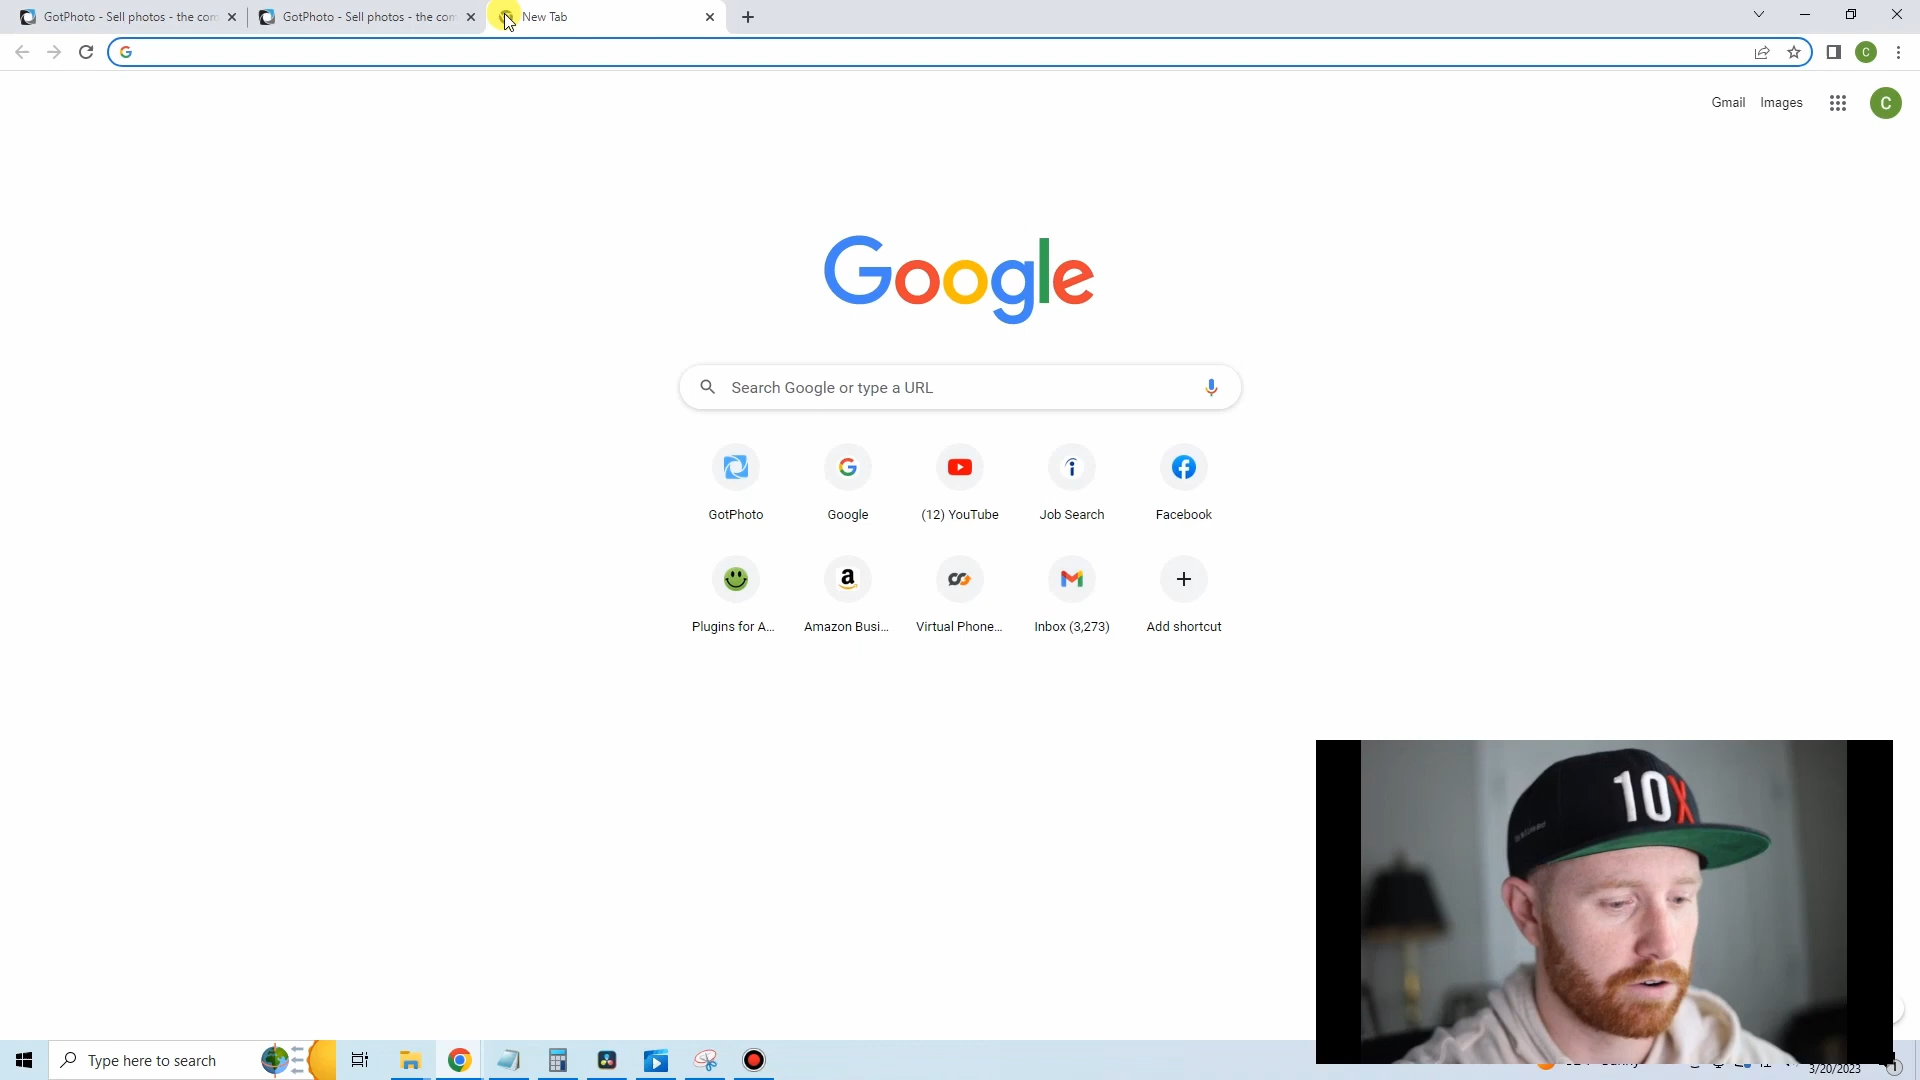 GotPhoto - Sell photos - the com
GotPhoto - Sell photos - the com
New Tab
C
Gmail
Images
C
Google
Search Google or type a URL
GotPhoto
Google
(12) YouTube
Job Search
Facebook
Plugins for A...
Amazon Busi...
Virtual Phone...
Inbox (3,273)
Add shortcut
10X
Type here to search
3/20/2023